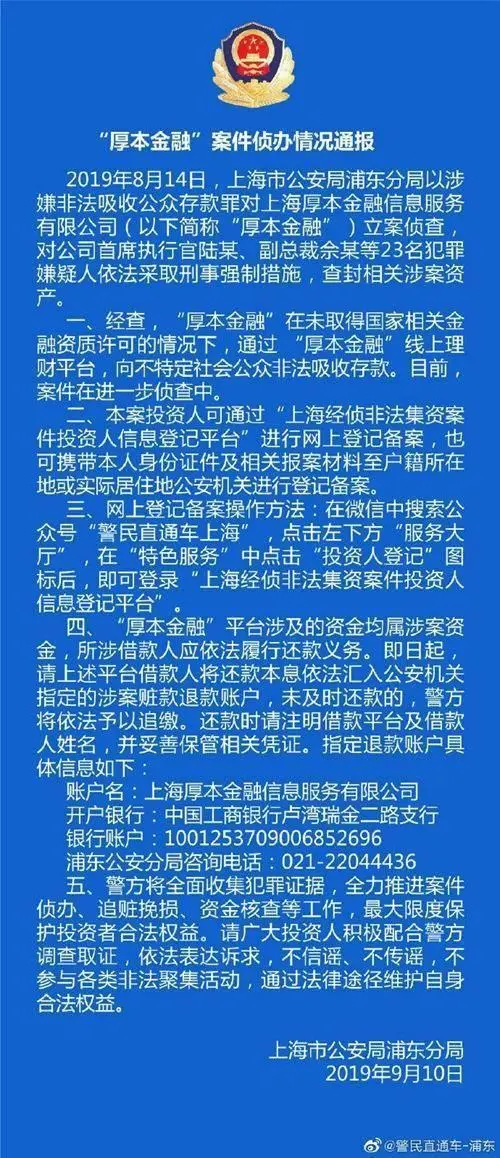 “厚本金融”案件侦办情况通报
2019年8月14日，上海市公安局浦东分局以涉
嫌非法吸收公众存款罪对上海厚本金融信息服务
有限公司（以下简称“厚本金融”）立案侦查，
对公司首席执行官陆某、副总裁佘某等23名犯罪
嫌疑人依法采取刑事强制措施，查封相关涉案资
产。
一、经查，“厚本金融”在未取得国家相关金
融资质许可的情况下，通过“厚本金融”线上理
财平台，向不特定社会公众非法吸收存款。目前，
案件在进一步侦查中。
二、本案投资人可通过“上海经侦非法集资案
件投资人信息登记平台”进行网上登记备案，也
可携带本人身份证件及相关报案材料至户籍所在
地或实际居住地公安机关进行登记备案。
三、网上登记备案操作方法：在微信中搜索公
众号“警民直通车上海”，点击左下方“服务大
厅”，在“特色服务”中点击“投资人登记”图
标后，即可登录“上海经侦非法集资案件投资人
信息登记平台”。
四、“厚本金融”平台涉及的资金均属涉案资
金，所涉借款人应依法履行还款义务。即日起，
请上述平台借款人将还款本息依法汇入公安机关
指定的涉案赃款退款账户，未及时还款的，警方
将依法予以追缴。还款时请注明借款平台及借款
人姓名，并妥善保管相关凭证。指定退款账户具
体信息如下：
账户名：上海厚本金融信息服务有限公司
开户银行：中国工商银行卢湾瑞金二路支行
银行账户：1001253709006852696
浦东公安分局咨询电话：021-22044436
五、警方将全面收集犯罪证据，全力推进案件
侦办、追赃挽损、资金核查等工作，最大限度保
护投资者合法权益。请广大投资人积极配合警方
调查取证，依法表达诉求，不信谣、不传谣，不
参与各类非法聚集活动，通过法律途径维护自身
合法权益。
上海市公安局浦东分局
2019年9月10日
@警民直通车-浦东